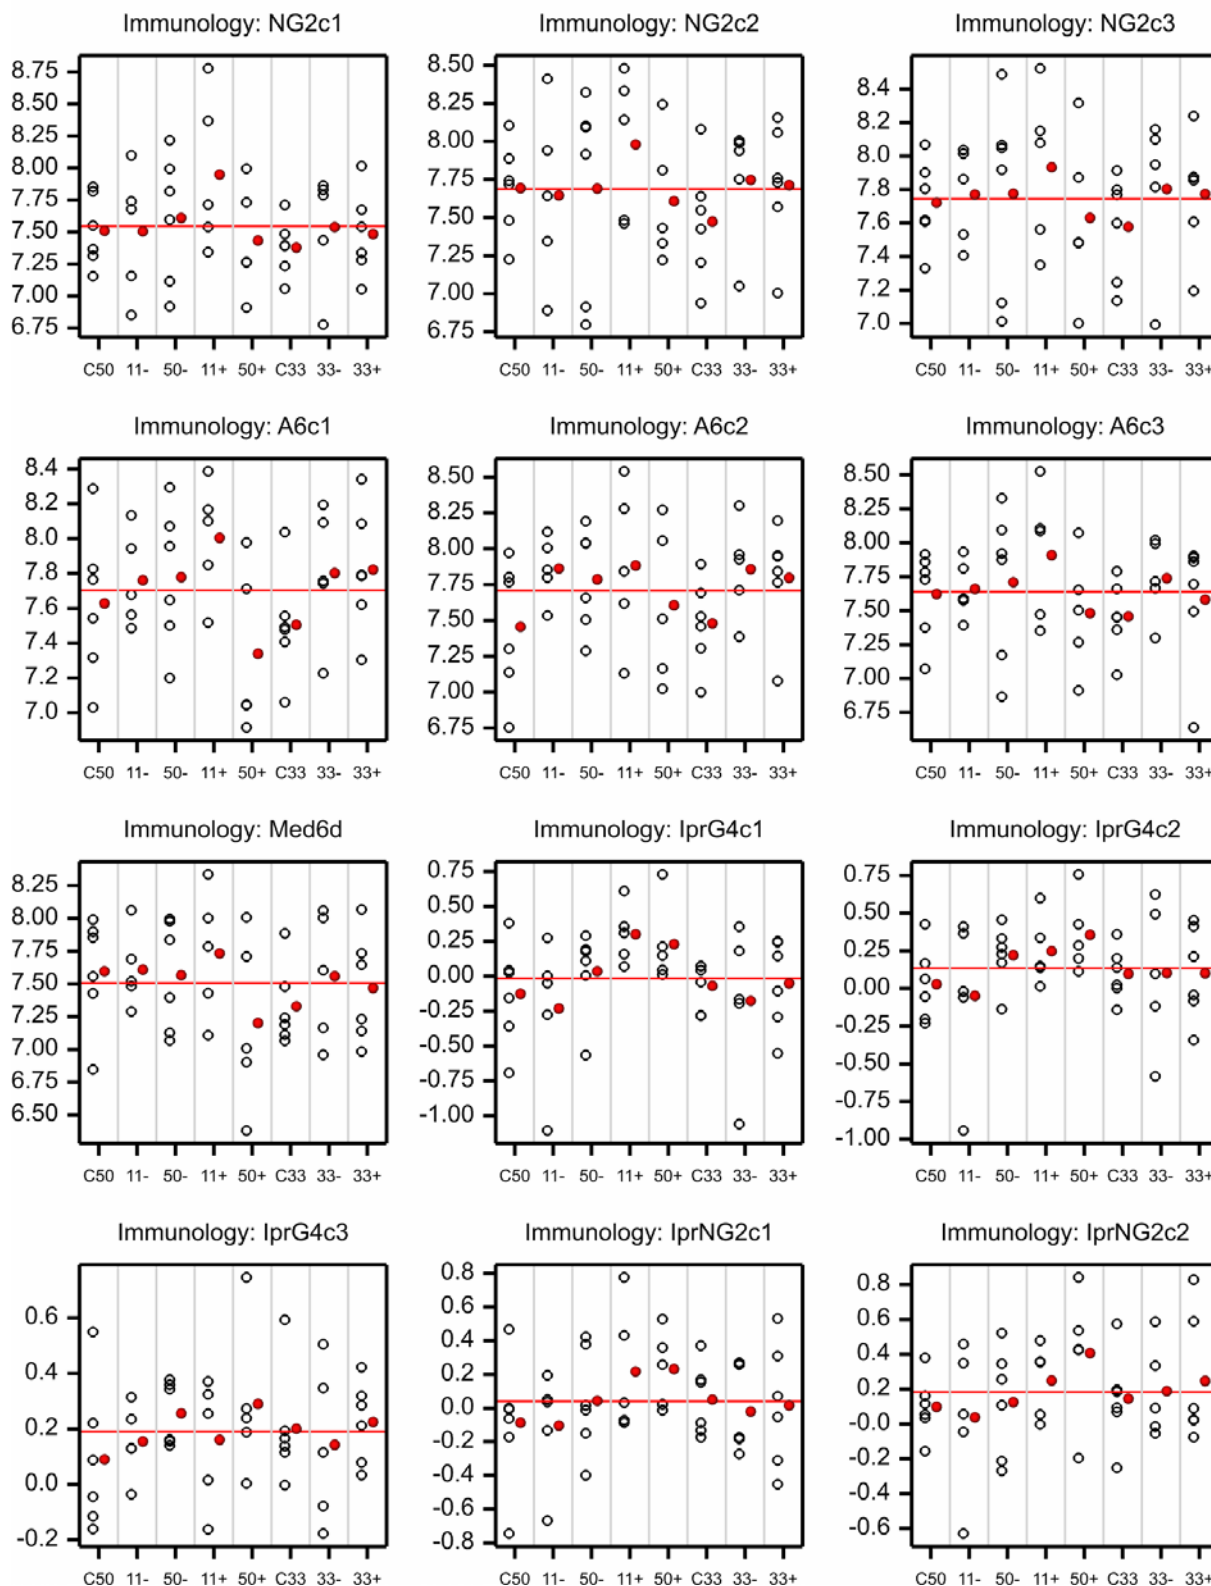 Immunology: NG2c1 Immunology: NG2c2 Immunology: NG2c3
8.75 8.50 8.4
8.50 8.25 8.2
8.25 8.00 8.0
8.00 7.75 7.8
7.75 7.50 7.6
7.50 7.25 7.4
7.25 7.00 7.2
7.00 6.75 7.0
6.75
C50 11- 50- 11+ 50+ C33 33- 33+ C50 11- 50- 11+ 50+ C33 33- 33+ C50 11- 50- 11+ 50+ C33 33- 33+
Immunology: A6c1 Immunology: A6c2 Immunology: A6c3
8.4 8.50 8.50
8.2 8.25 8.25
8.0 8.00 8.00
7.8 7.75 7.75
7.6 7.50 7.50
7.4 7.25 7.25
7.2 7.00 7.00
7.0 6.75 6.75
C50 11- 50- 11+ 50+ C33 33- 33+ C50 11- 50- 11+ 50+ C33 33- 33+ C50 11- 50- 11+ 50+ C33 33- 33+
Immunology: Med6d Immunology: IprG4c1 Immunology: IprG4c2
8.25 0.75 0.75
8.00 0.50 0.50
7.75 0.25 0.25
7.50 0.00 0.00
7.25 -0.25 -0.25
7.00 -0.50 -0.50
6.75 -0.75 -0.75
6.50 -1.00 -1.00
C50 11- 50- 11+ 50+ C33 33- 33+ C50 11- 50- 11+ 50+ C33 33- 33+ C50 11- 50- 11+ 50+ C33 33- 33+
Immunology: IprG4c3 Immunology: IprNG2c1 Immunology: IprNG2c2
0.6 0.8 0.8
0.4 0.6 0.6
0.2 0.4 0.4
0.0 0.2 0.2
-0.2 0.0 -0.0
-0.2 -0.2
-0.4 -0.4
-0.6 -0.6
-0.8
C50 11- 50- 11+ 50+ C33 33- 33+ C50 11- 50- 11+ 50+ C33 33- 33+ C50 11- 50- 11+ 50+ C33 33- 33+